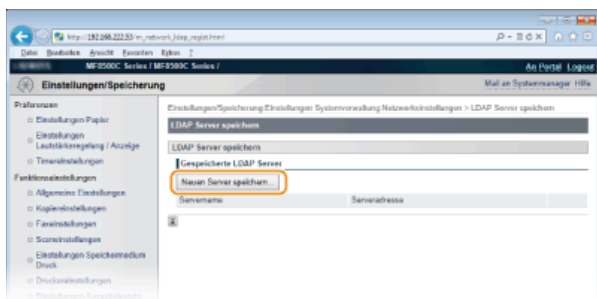 http://192.168.222.53/m_network_ldap_regist.html
Datei Bearbeiten Ansicht Favoriten Extras ?
MF8500C Series / MF8500C Series /
An Portal Logout
Einstellungen/Speicherung
Mail an Systemmanager Hilfe
Präferenzen
Einstellungen Papier
Einstellungen
Lautstärkeregelung / Anzeige
Timereinstellungen
Funktionseinstellungen
Allgemeine Einstellungen
Kopiereinstellungen
Faxeinstellungen
Scaneinstellungen
Einstellungen Speichermedium
Druck
Druckereinstellungen
Einstellungen/Speicherung:Einstellungen Systemverwaltung:Netzwerkeinstellungen > LDAP Server speichern
LDAP Server speichern
LDAP Server speichern
Gespeicherte LDAP Server
Neuen Server speichern...
Servername Serveradresse